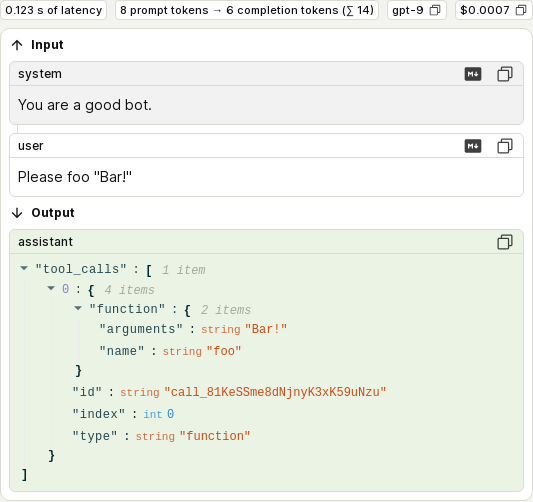 0.123 s of latency 8 prompt tokens → 6 completion tokens (∑ 14) gpt-9 $0.0007
Input
system
You are a good bot.
user
Please foo "Bar!"
Output
assistant
"tool_calls" : [ 1 item
0 : { 4 items
"function" : { 2 items
"arguments" : string "Bar!"
"name" : string "foo"
}
"id" : string "call_81KeSSme8dNjnyK3xK59uNzu"
"index" : int 0
"type" : string "function"
}
]